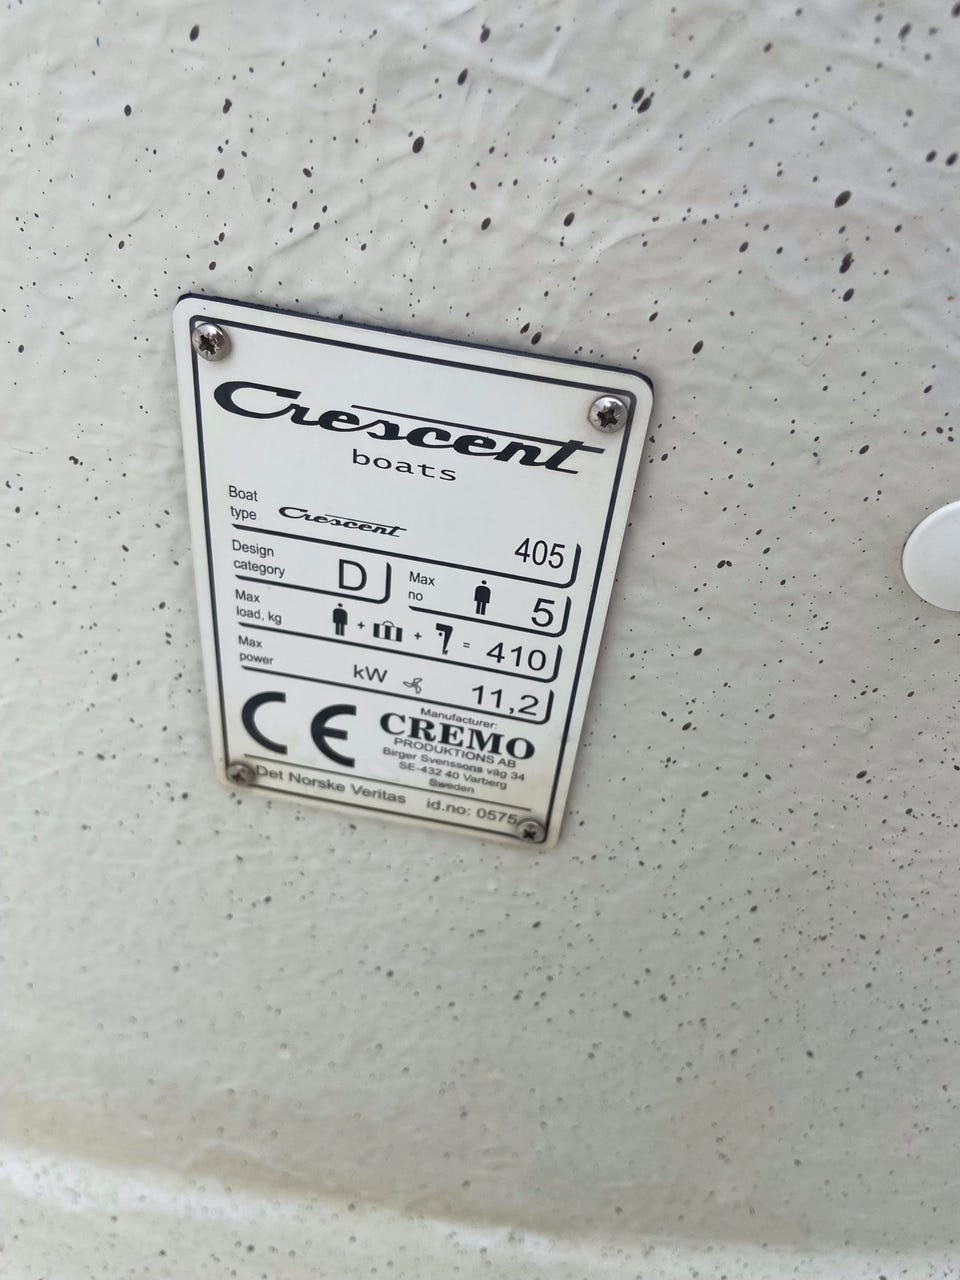 Crescent
boats
Boat type Crescent 405
Design category D Max no 5
Max load, kg + + = 410
Max power kW 11,2
CE Manufacturer:
CREMO
PRODUKTIONS AB
Birger Svenssons väg 34
SE-432 40 Varberg
Sweden
Det Norske Veritas id.no: 0575